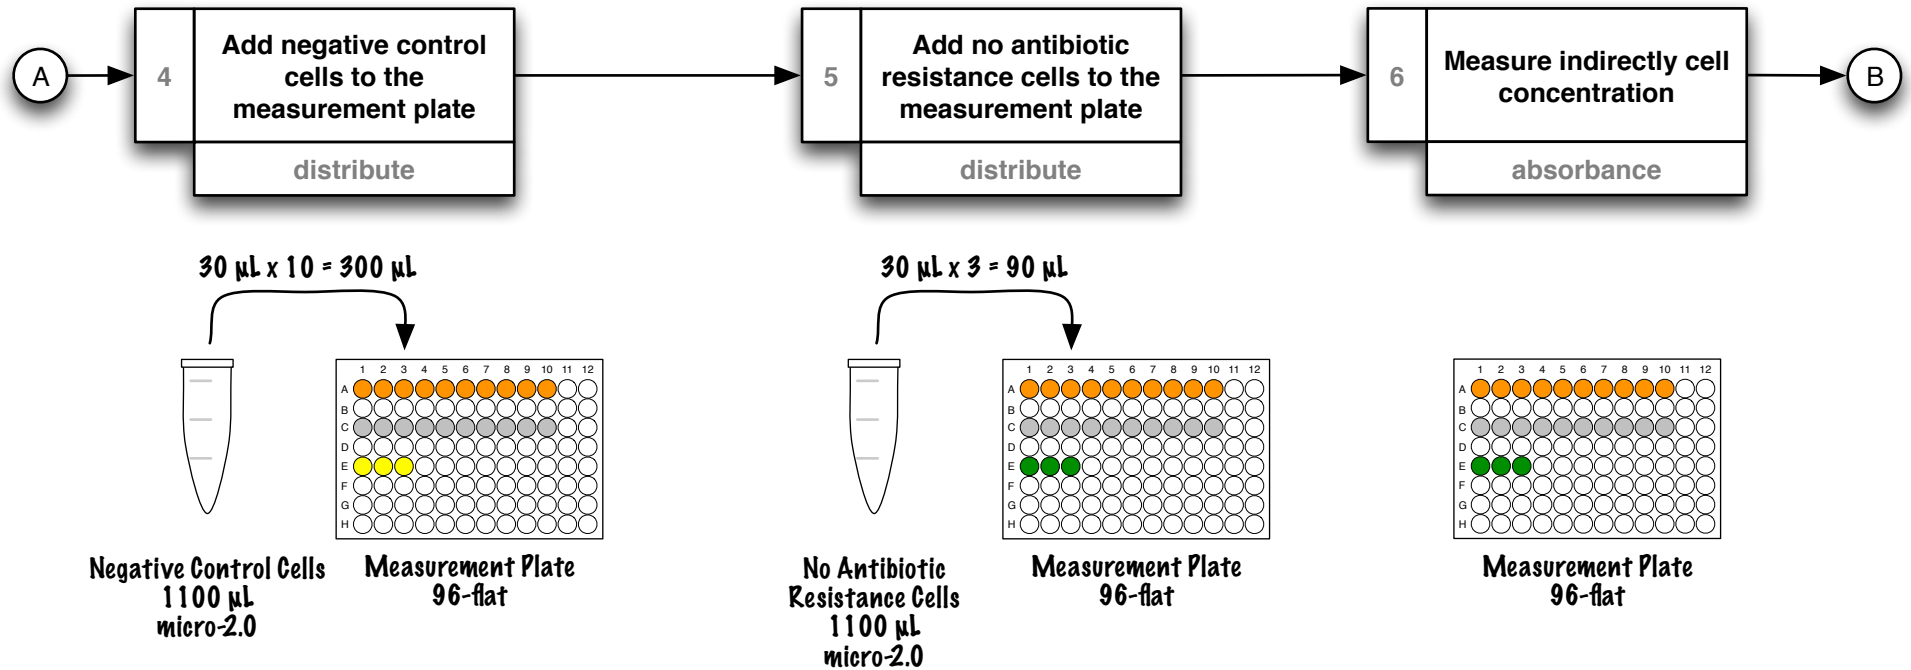 A
4
Add negative control
cells to the
measurement plate
distribute
5
Add no antibiotic
resistance cells to the
measurement plate
distribute
6
Measure indirectly cell
concentration
absorbance
B
30 µL x 10 = 300 µL
30 µL x 3 = 90 µL
1 2 3 4 5 6 7 8 9 10 11 12
A
B
C
D
E
F
G
H
1 2 3 4 5 6 7 8 9 10 11 12
A
B
C
D
E
F
G
H
1 2 3 4 5 6 7 8 9 10 11 12
A
B
C
D
E
F
G
H
Negative Control Cells
1100 µL
micro-2.0
Measurement Plate
96-flat
No Antibiotic
Resistance Cells
1100 µL
micro-2.0
Measurement Plate
96-flat
Measurement Plate
96-flat